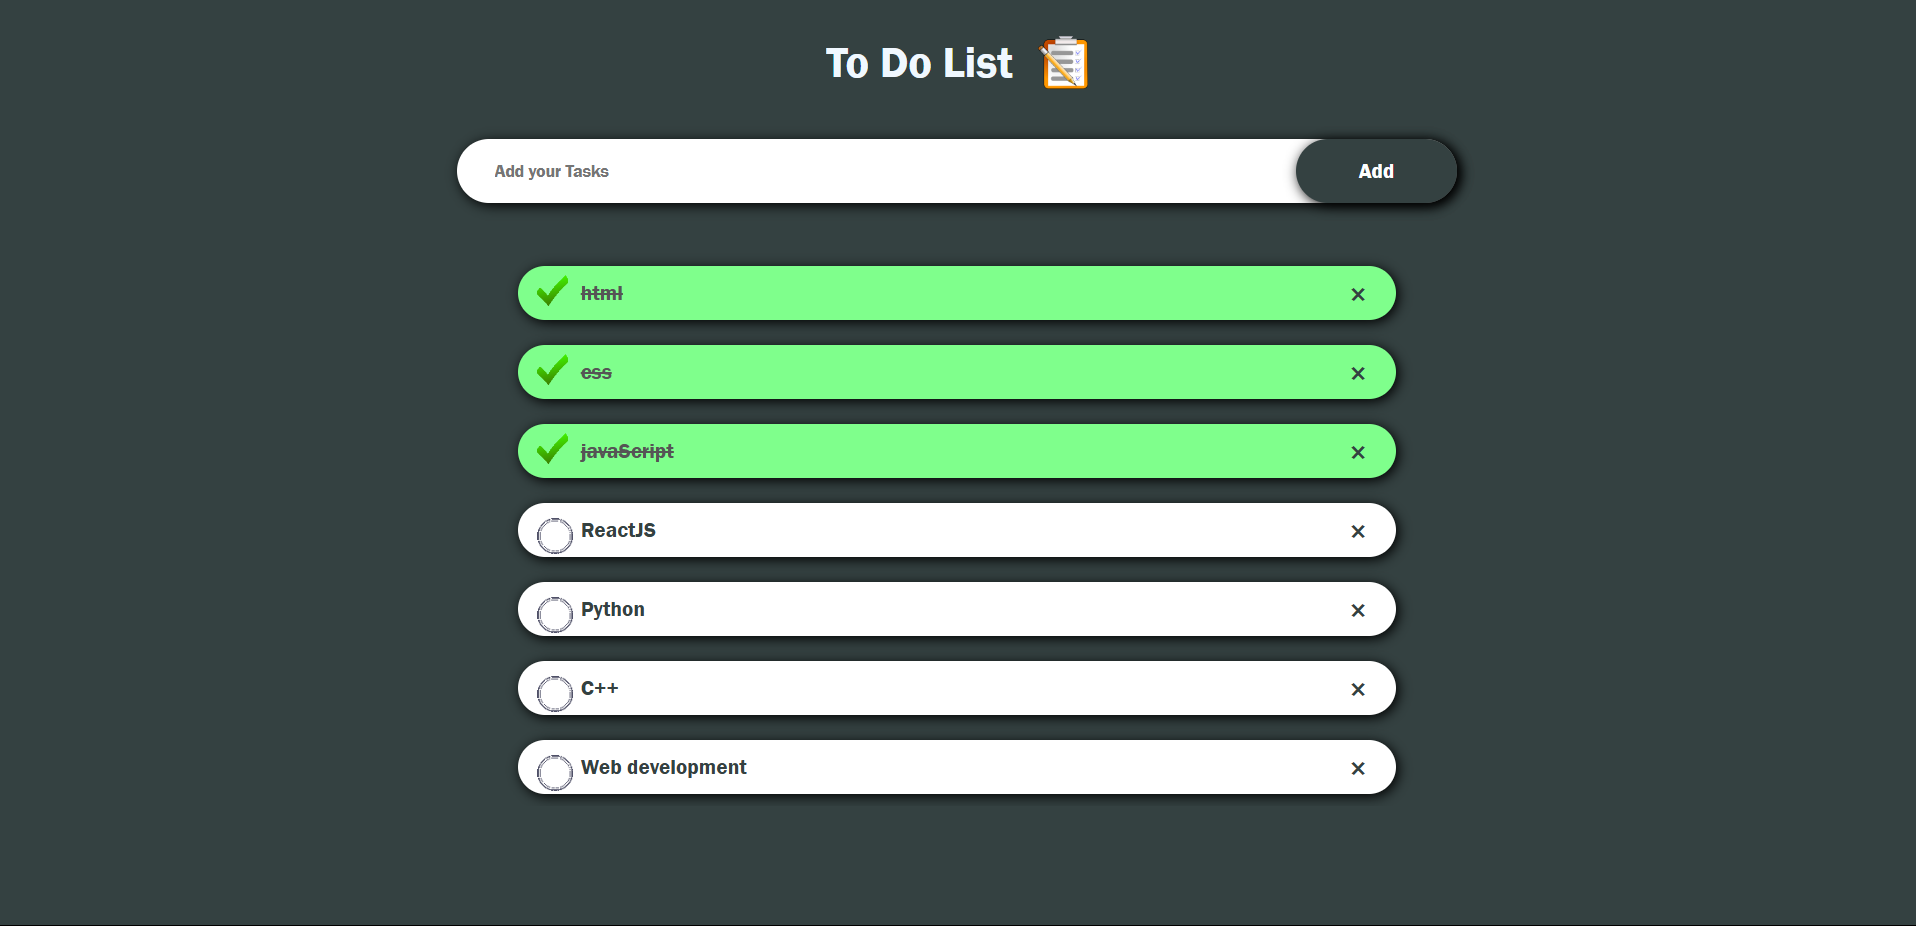 To Do List
Add your Tasks
Add
html
css
javaScript
ReactJS
Python
C++
Web development